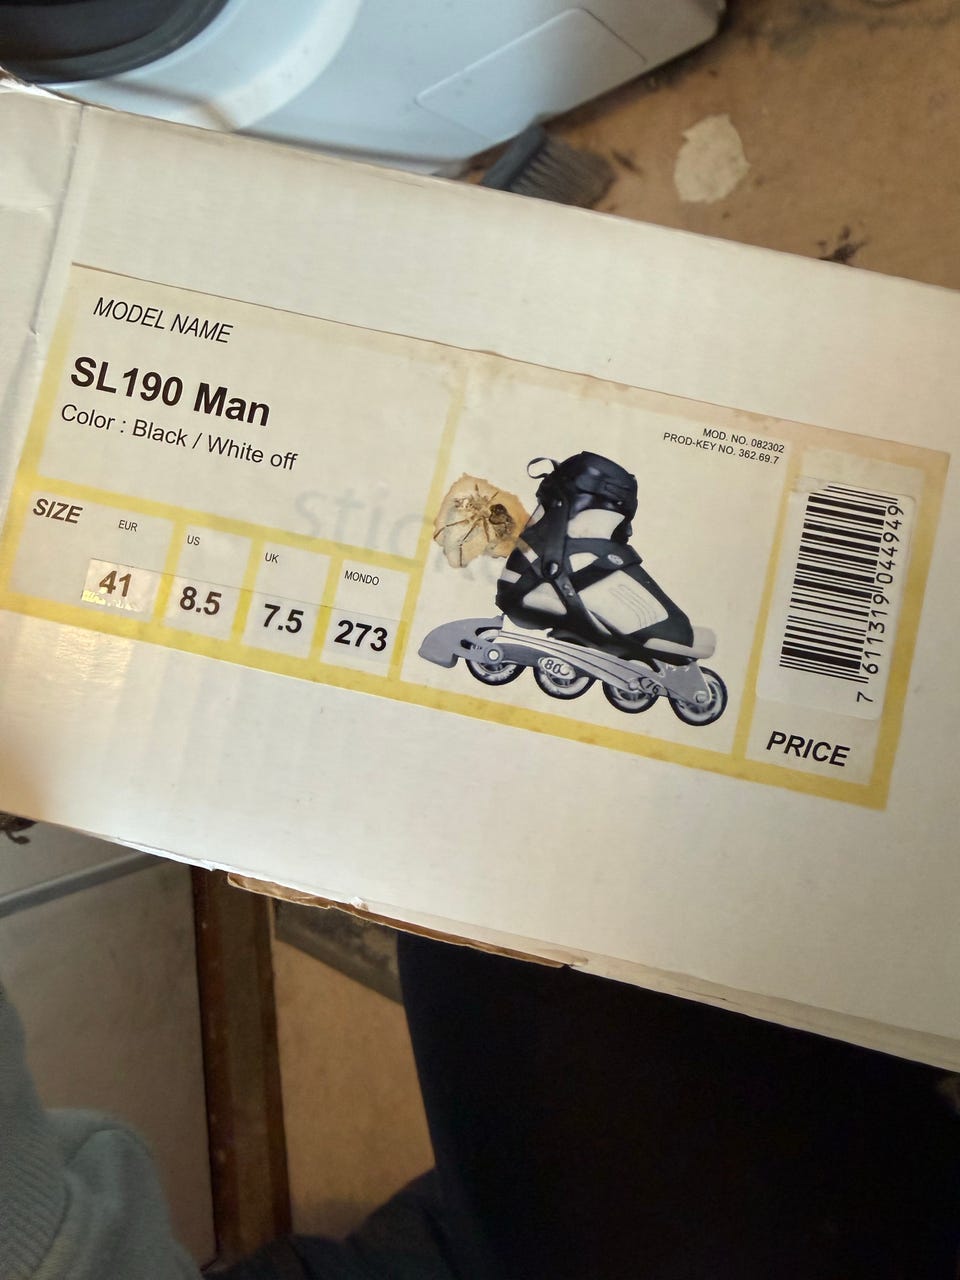 MODEL NAME
SL190 Man
Color : Black / White off
SIZE
EUR
US
UK
MONDO
41
8.5
7.5
273
MOD. NO. 082302
PROD-KEY NO. 362.69.7
80
76
7 611319 044949
PRICE